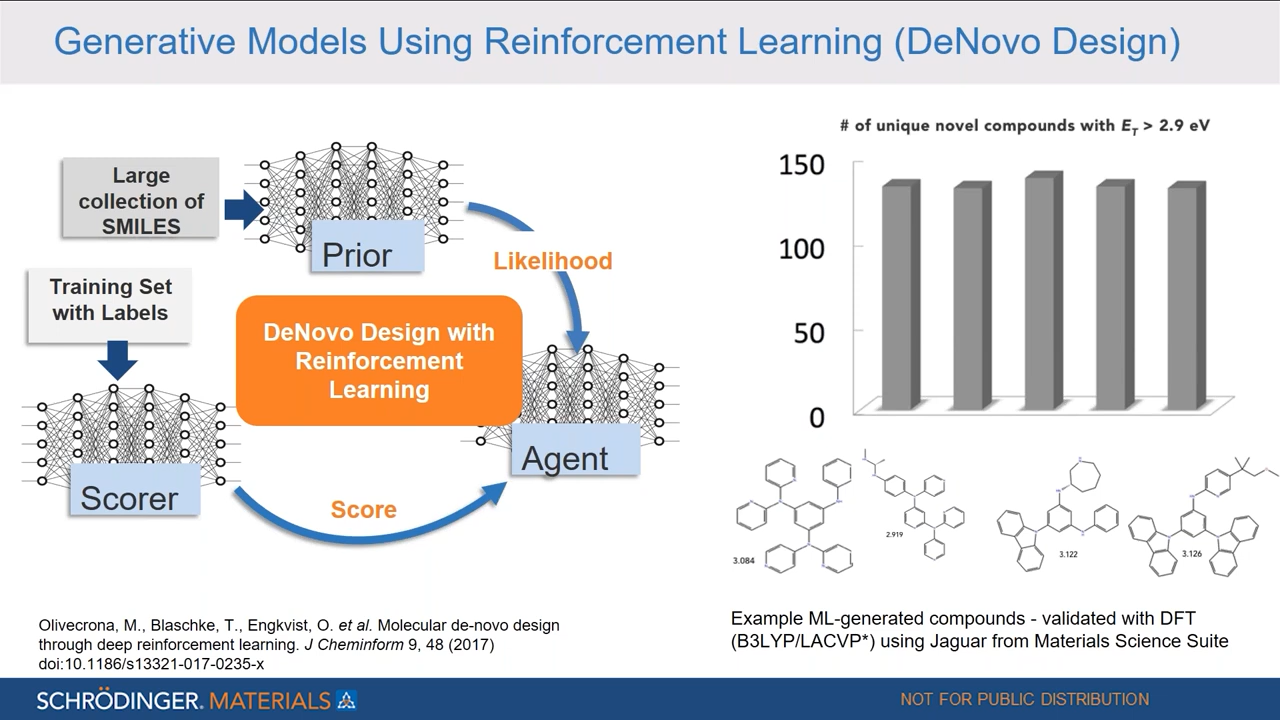 Generative Models Using Reinforcement Learning (DeNovo Design)
Large
collection of
SMILES
Prior
Likelihood
Training Set
with Labels
DeNovo Design with
Reinforcement
Learning
Scorer
Score
Agent
# of unique novel compounds with ET > 2.9 eV
150
100
50
0
3.084
2.919
3.122
3.126
Example ML-generated compounds - validated with DFT
(B3LYP/LACVP*) using Jaguar from Materials Science Suite
Olivecrona, M., Blaschke, T., Engkvist, O. et al. Molecular de-novo design
through deep reinforcement learning. J Cheminform 9, 48 (2017)
doi:10.1186/s13321-017-0235-x
SCHRÖDINGER. MATERIALS
NOT FOR PUBLIC DISTRIBUTION